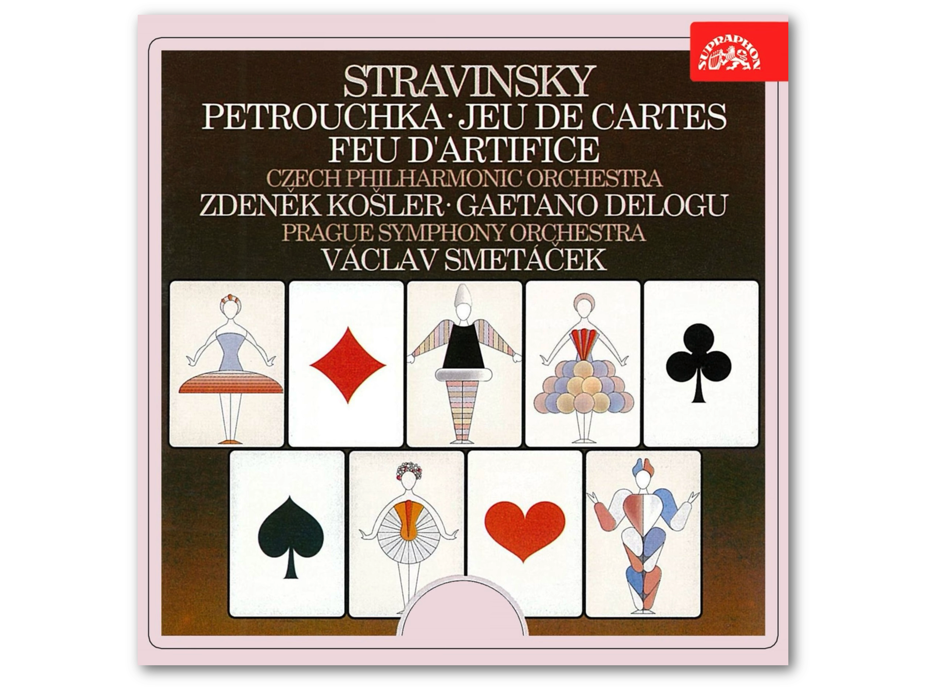 SUPRAPHON
STRAVINSKY
PETROUCHKA · JEU DE CARTES
FEU D'ARTIFICE
CZECH PHILHARMONIC ORCHESTRA
ZDENĚK KOŠLER · GAETANO DELOGU
PRAGUE SYMPHONY ORCHESTRA
VÁCLAV SMETÁČEK